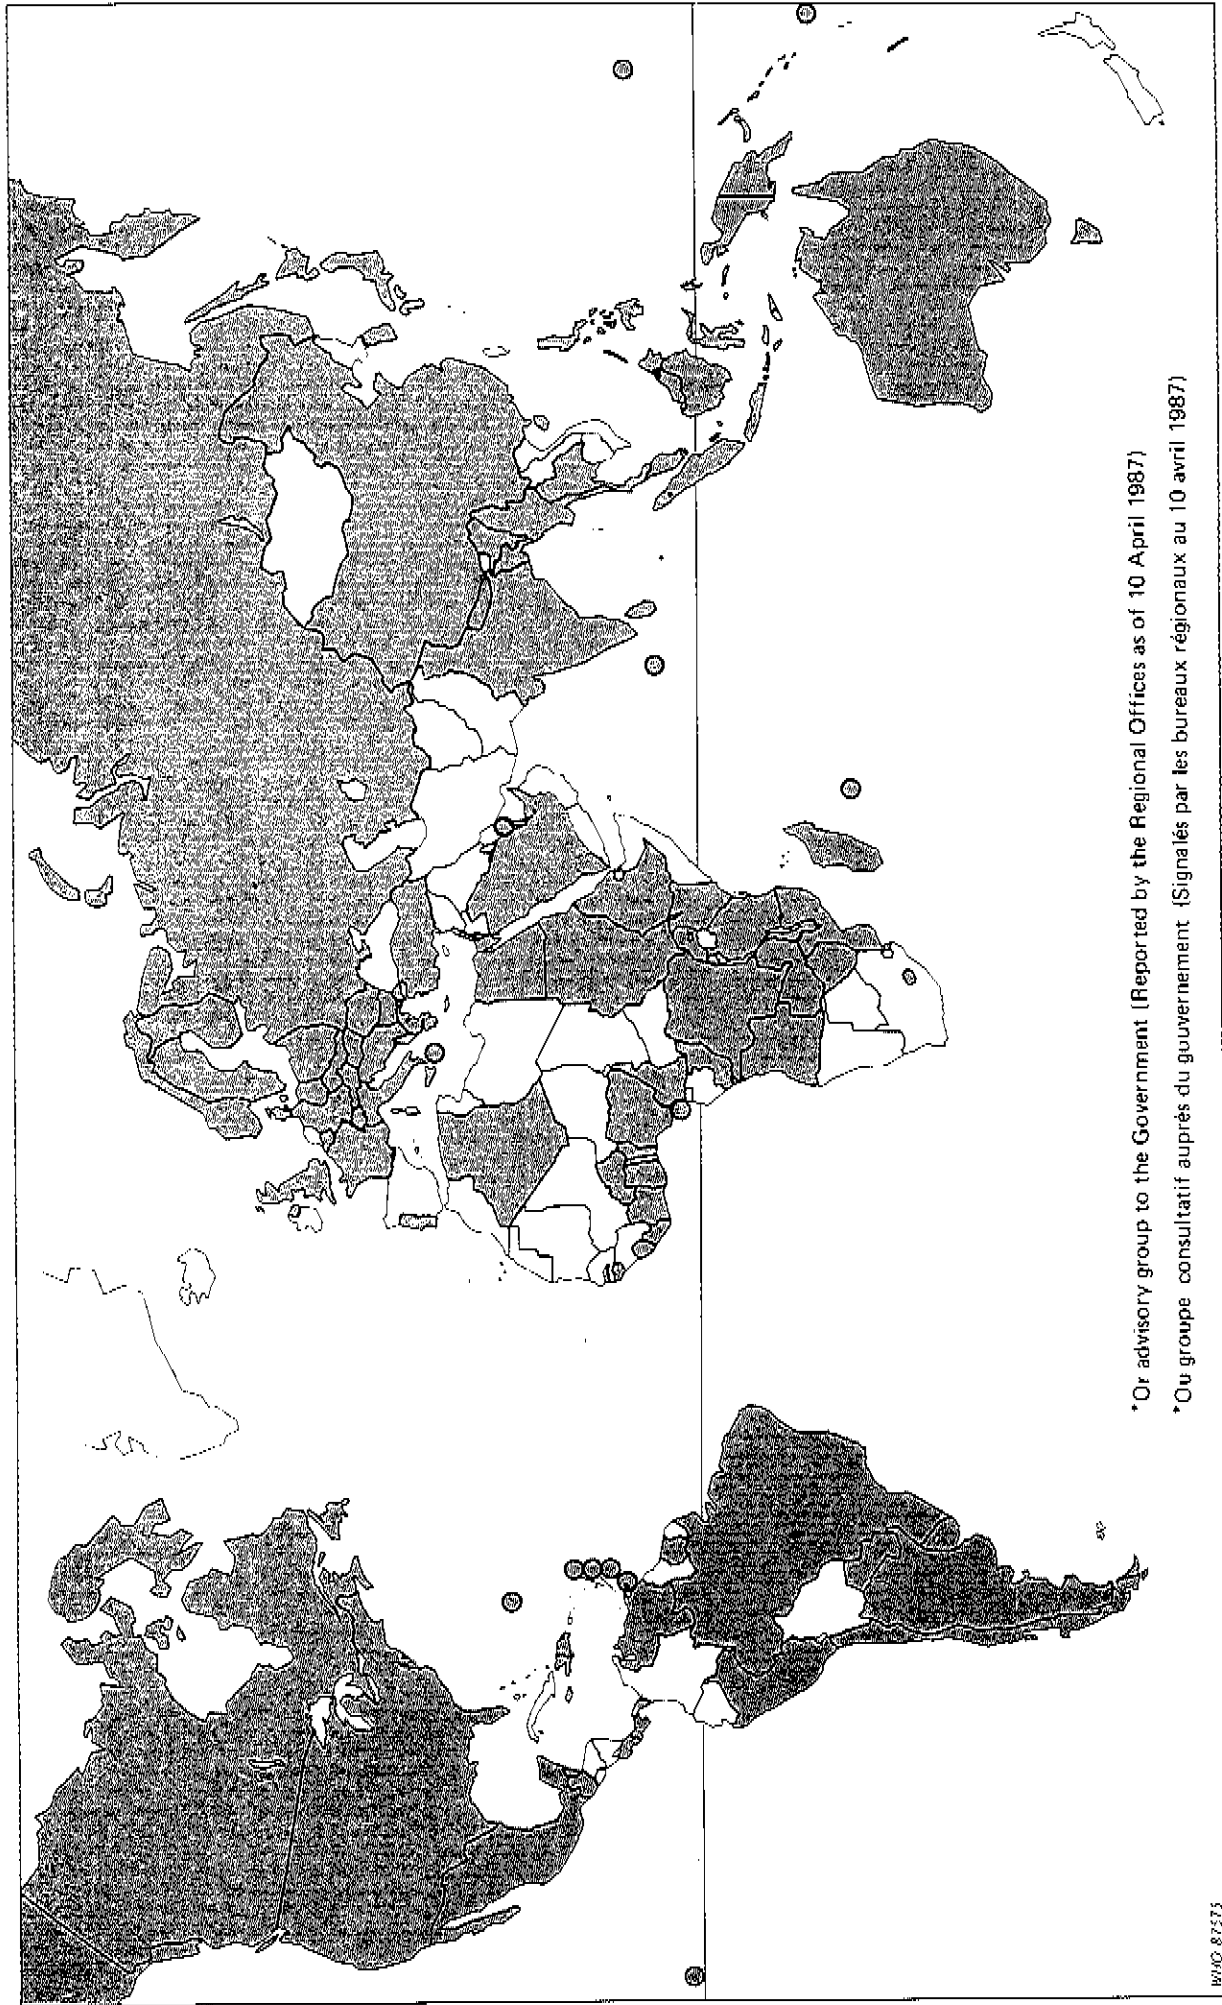 *Or advisory group to the Government [Reported by the Regional Offices as of 10 April 1987)
*Ou groupe consultatif auprès du gouvernement [Signalés par les bureaux régionaux au 10 avril 1987)
WHO 87575